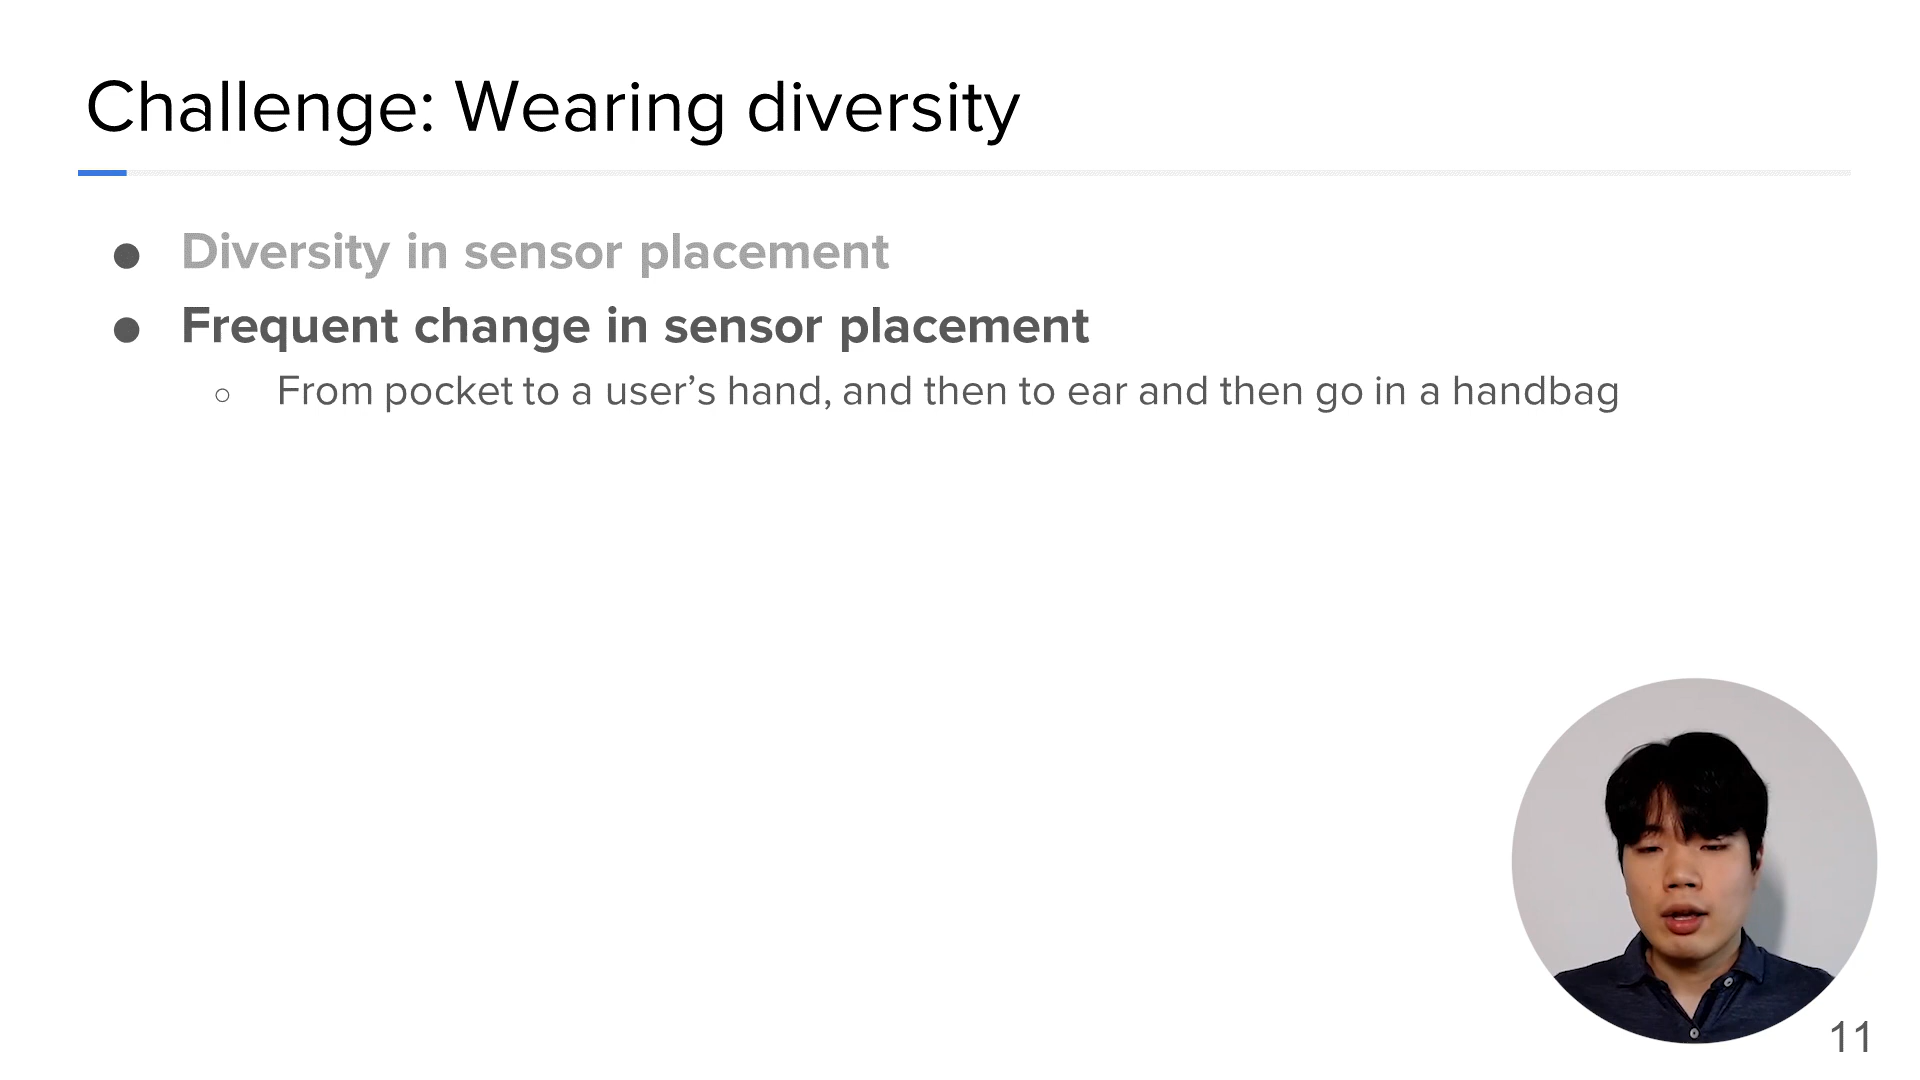 Challenge: Wearing diversity
● Diversity in sensor placement
● Frequent change in sensor placement
○ From pocket to a user’s hand, and then to ear and then go in a handbag
11